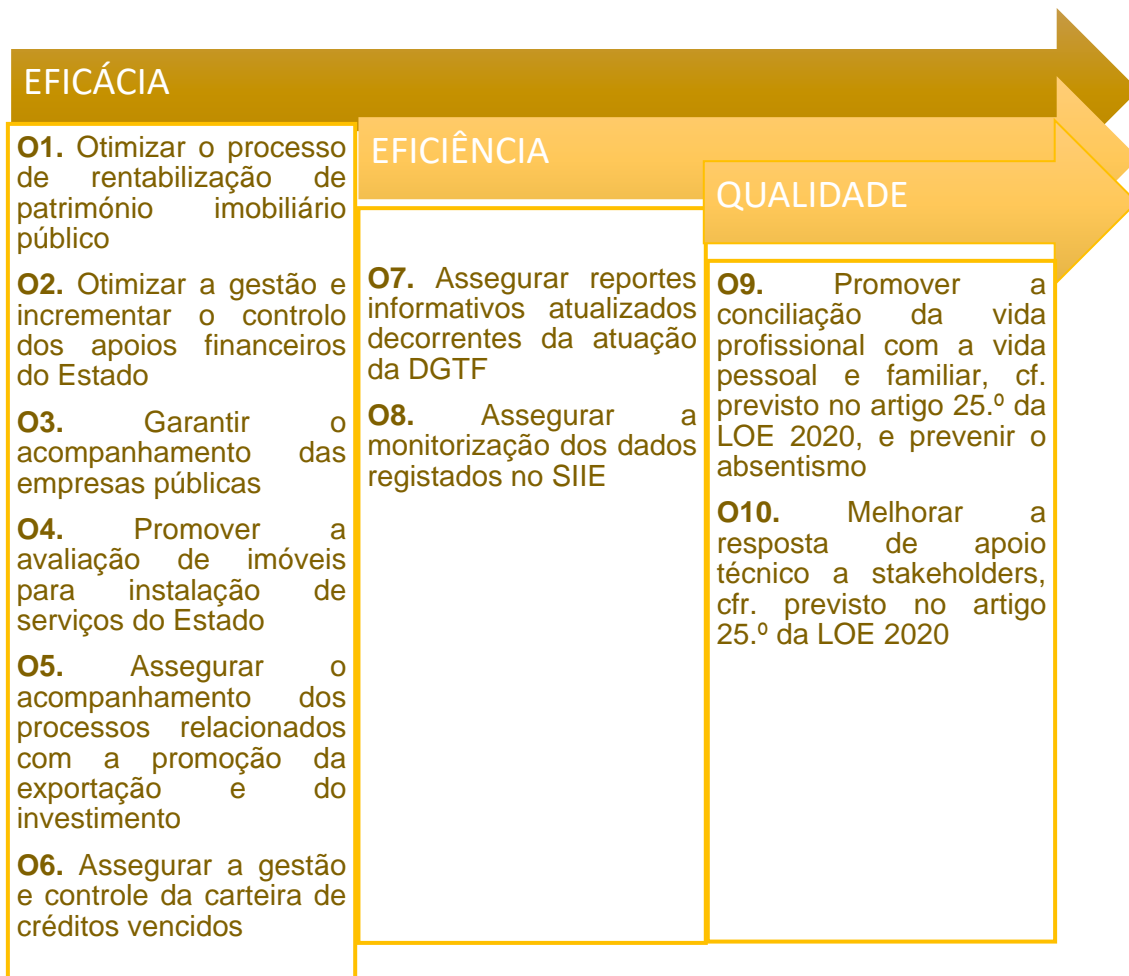 EFICÁCIA
O1. Otimizar o processo
de rentabilização de
património imobiliário
público
O2. Otimizar a gestão e
incrementar o controlo
dos apoios financeiros
do Estado
O3. Garantir o
acompanhamento das
empresas públicas
O4. Promover a
avaliação de imóveis
para instalação de
serviços do Estado
O5. Assegurar o
acompanhamento dos
processos relacionados
com a promoção da
exportação e do
investimento
O6. Assegurar a gestão
e controle da carteira de
créditos vencidos
EFICIÊNCIA
O7. Assegurar reportes
informativos atualizados
decorrentes da atuação
da DGTF
O8. Assegurar a
monitorização dos dados
registados no SIIE
QUALIDADE
O9. Promover a
conciliação da vida
profissional com a vida
pessoal e familiar, cf.
previsto no artigo 25.º da
LOE 2020, e prevenir o
absentismo
O10. Melhorar a
resposta de apoio
técnico a stakeholders,
cfr. previsto no artigo
25.º da LOE 2020